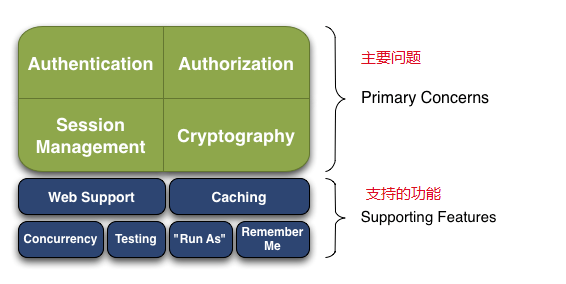 Authentication
Authorization
Session
Management
Cryptography
主要问题
Primary Concerns
Web Support
Caching
Concurrency
Testing
"Run As"
Remember
Me
支持的功能
Supporting Features